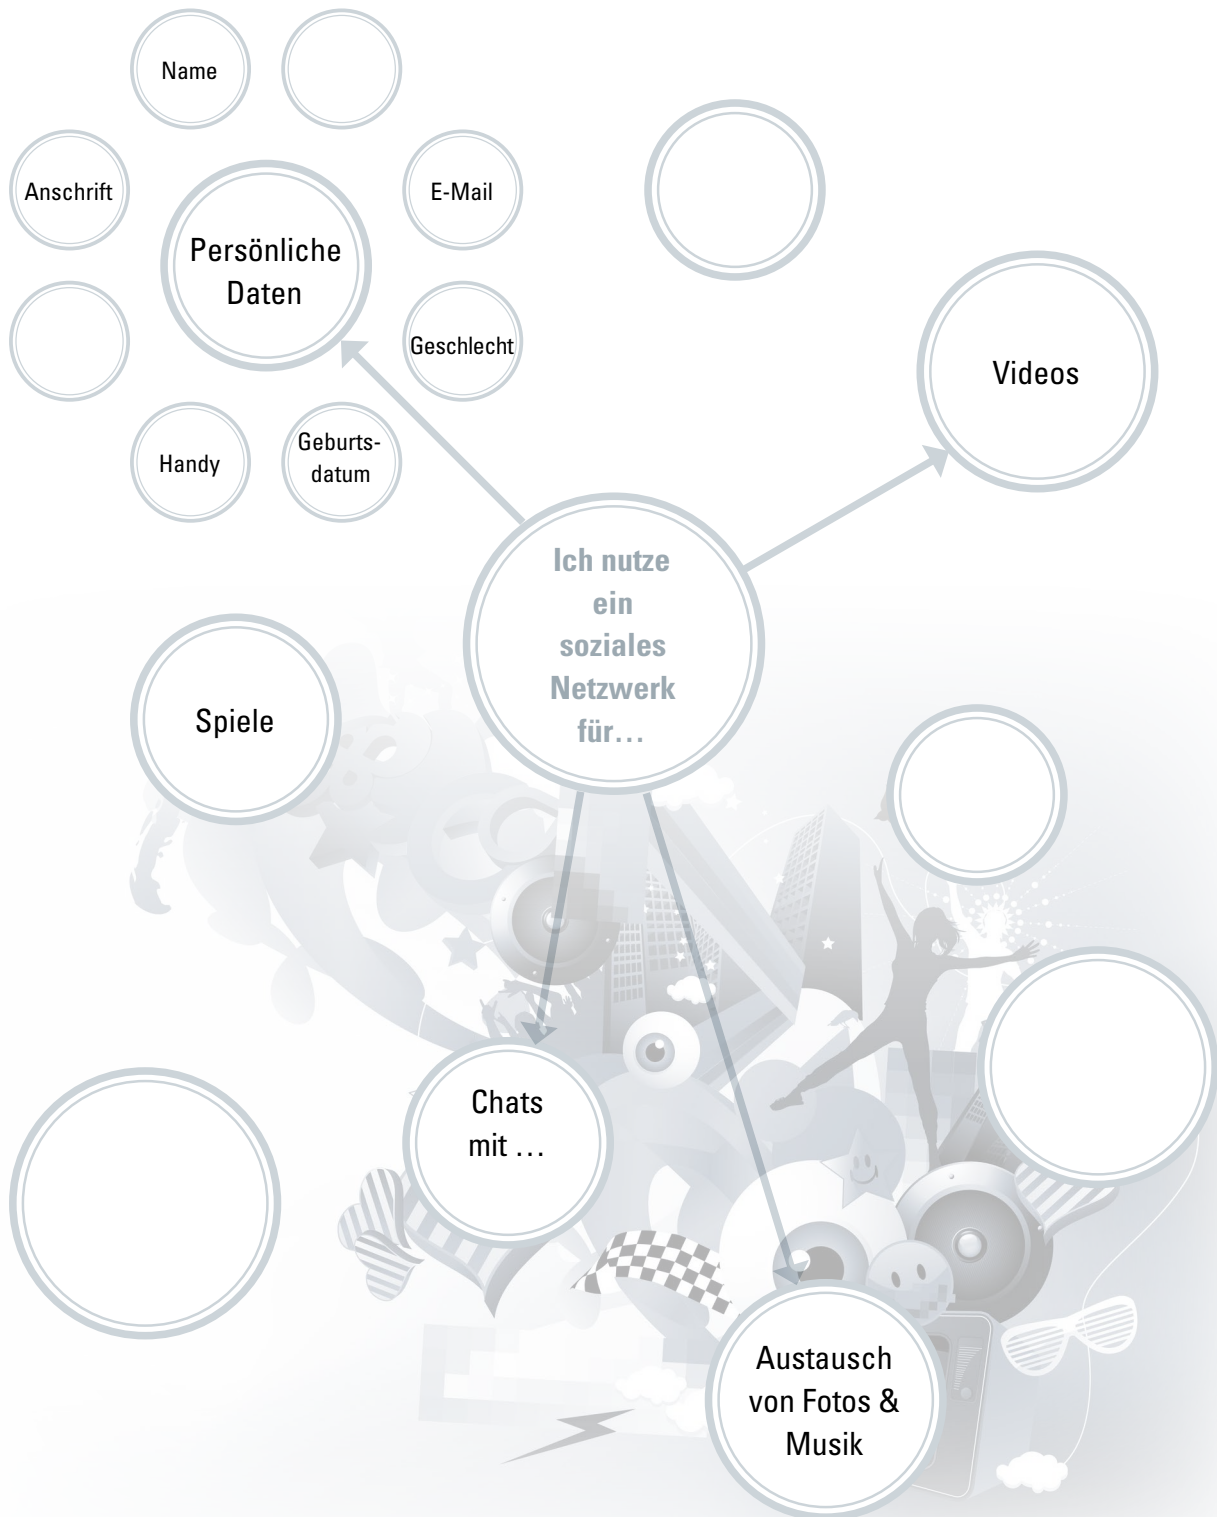 Name
Anschrift
E-Mail
Persönliche
Daten
Geschlecht
Handy
Geburts-
datum
Videos
Ich nutze
ein
soziales
Netzwerk
für…
Spiele
Chats
mit …
Austausch
von Fotos &
Musik